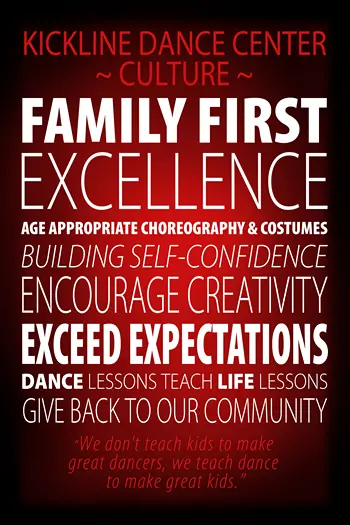 KICKLINE DANCE CENTER
~ CULTURE ~
FAMILY FIRST
EXCELLENCE
AGE APPROPRIATE CHOREOGRAPHY & COSTUMES
BUILDING SELF-CONFIDENCE
ENCOURAGE CREATIVITY
EXCEED EXPECTATIONS
DANCE LESSONS TEACH LIFE LESSONS
GIVE BACK TO OUR COMMUNITY
"We don't teach kids to make
great dancers, we teach dance
to make great kids."